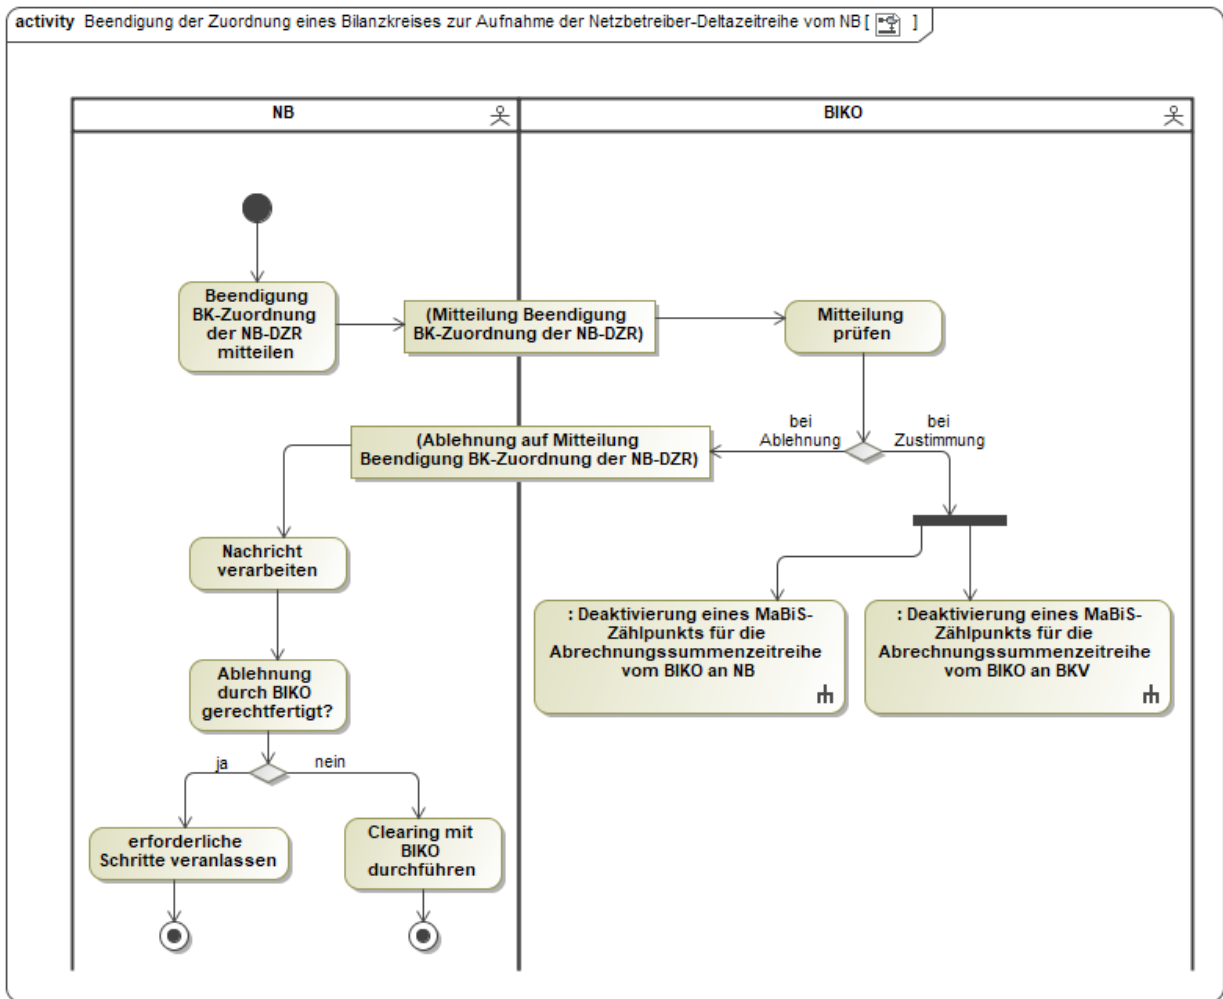 activity Beendigung der Zuordnung eines Bilanzkreises zur Aufnahme der Netzbetreiber-Deltazeitreihe vom NB [ ]
NB
BIKO
Beendigung
BK-Zuordnung
der NB-DZR
mitteilen
(Mitteilung Beendigung
BK-Zuordnung der NB-DZR)
Mitteilung
prüfen
bei
Ablehnung
bei
Zustimmung
(Ablehnung auf Mitteilung
Beendigung BK-Zuordnung der NB-DZR)
Nachricht
verarbeiten
: Deaktivierung eines MaBiS-
Zählpunkts für die
Abrechnungssummenzeitreihe
vom BIKO an NB
: Deaktivierung eines MaBiS-
Zählpunkts für die
Abrechnungssummenzeitreihe
vom BIKO an BKV
Ablehnung
durch BIKO
gerechtfertigt?
ja
nein
erforderliche
Schritte veranlassen
Clearing mit
BIKO
durchführen